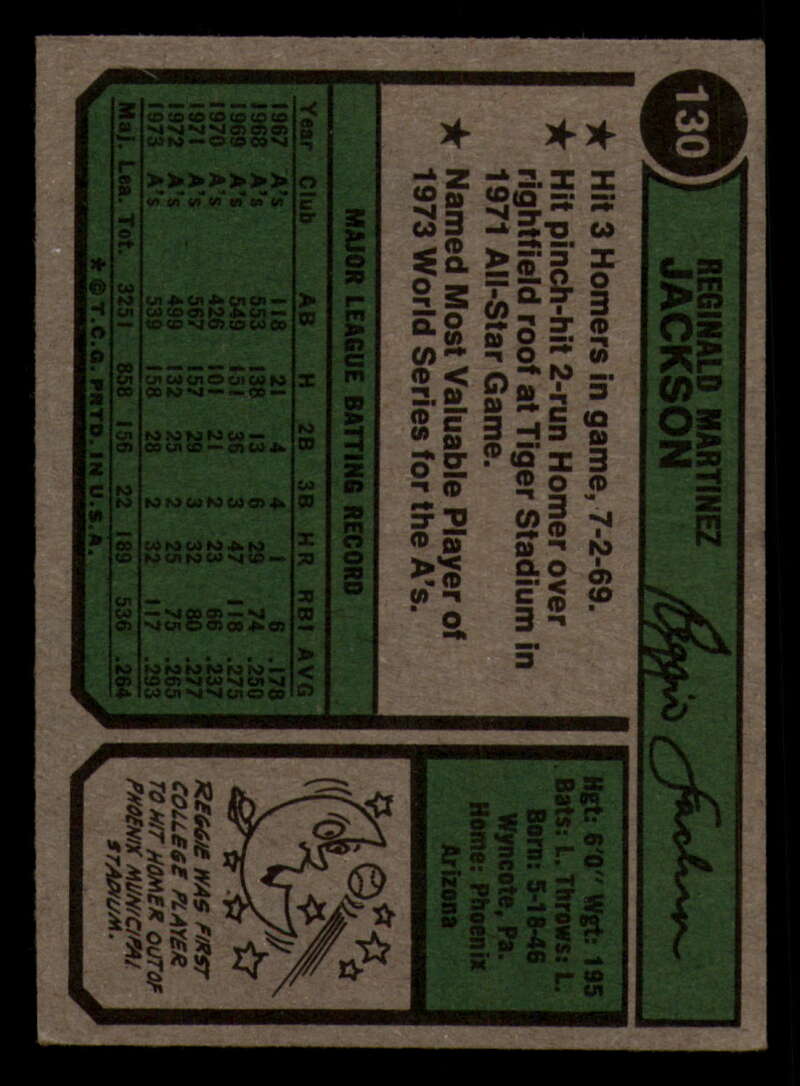 130
REGINALD MARTINEZ
JACKSON
Reggie Jackson
★ Hit 3 Homers in game, 7-2-69.
★ Hit pinch-hit 2-run Homer over
rightfield roof at Tiger Stadium in
1971 All-Star Game.
★ Named Most Valuable Player of
1973 World Series for the A's.
Hgt: 6'0" Wgt: 195
Bats: L. Throws: L.
Born: 5-18-46
Wyncote, Pa.
Home: Phoenix
Arizona
MAJOR LEAGUE BATTING RECORD
Year Club AB H 2B 3B HR RBI AVG
1967 A's 118 21 4 4 1 6 .178
1968 A's 553 138 13 6 29 74 .250
1969 A's 549 151 36 3 47 118 .275
1970 A's 426 101 21 2 23 66 .237
1971 A's 567 157 29 3 32 80 .277
1972 A's 499 132 25 2 25 75 .265
1973 A's 539 158 28 2 32 117 .293
Maj. Lea. Tot. 3251 858 156 22 189 536 .264
* © T.C.G. PRTD. IN U.S.A.
REGGIE WAS FIRST
COLLEGE PLAYER
TO HIT HOMER OUT OF
PHOENIX MUNICIPAL
STADIUM.